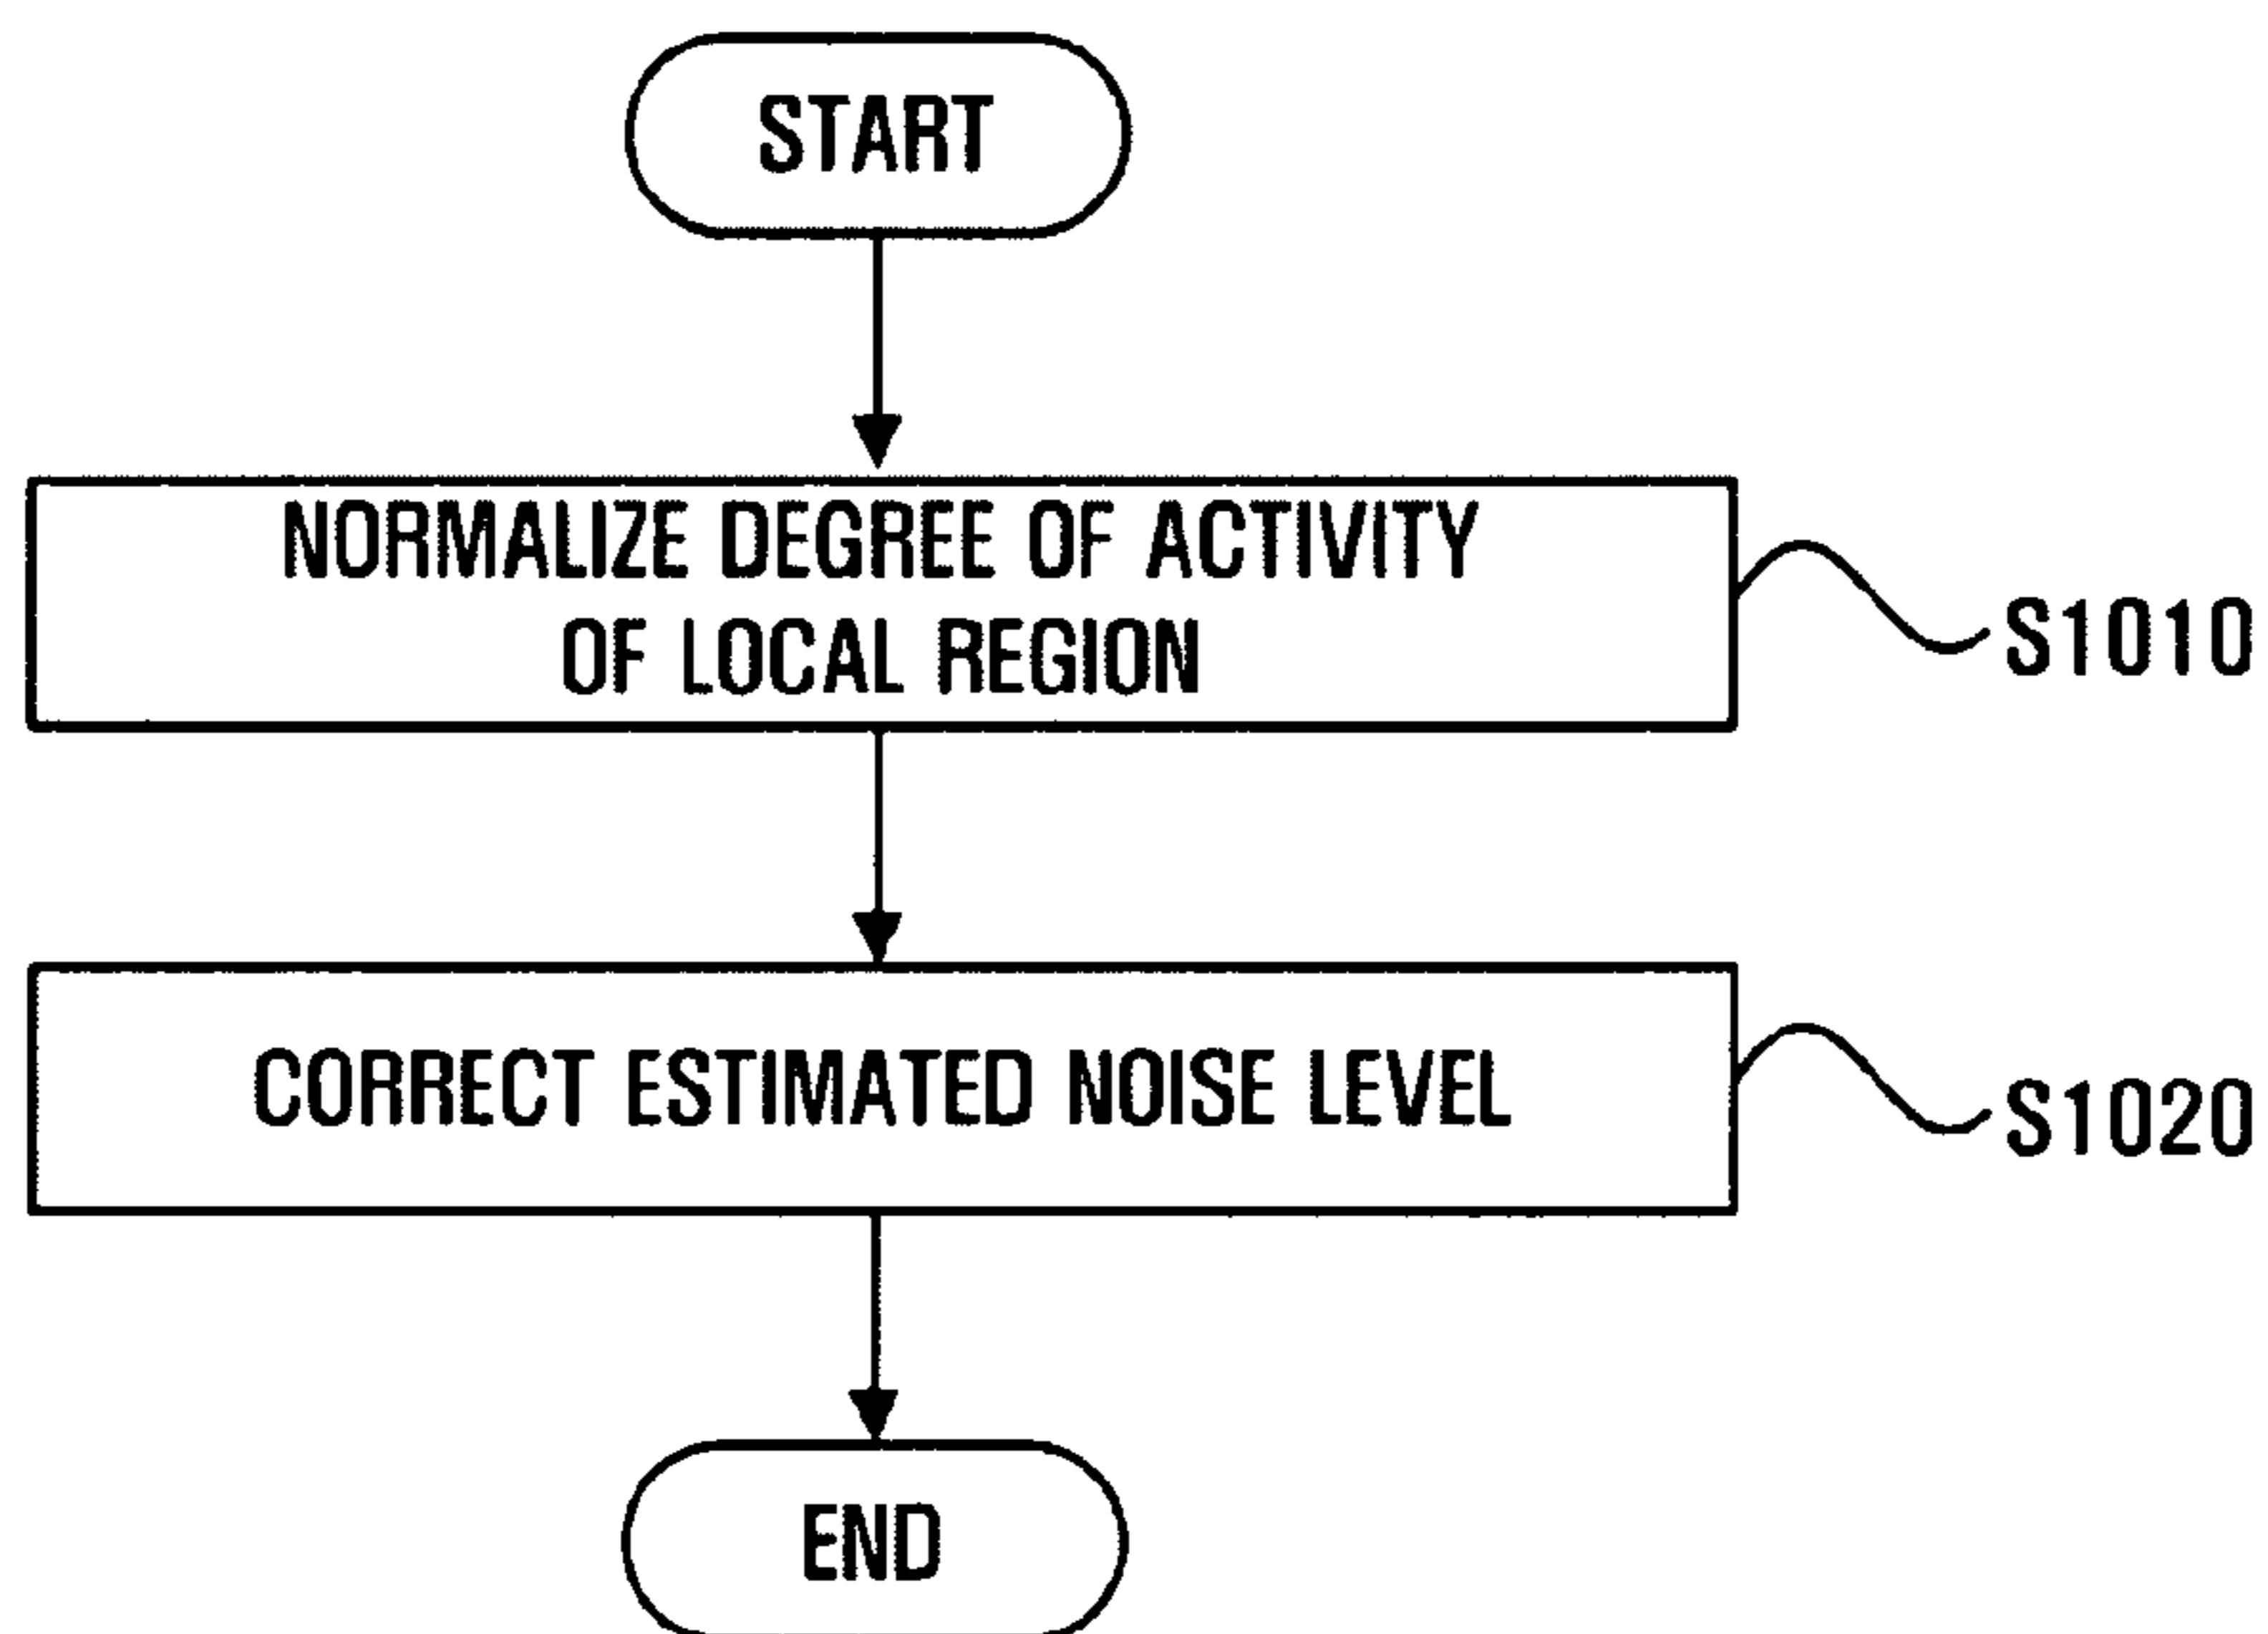 START
NORMALIZE DEGREE OF ACTIVITY
OF LOCAL REGION
S1010
CORRECT ESTIMATED NOISE LEVEL
S1020
END